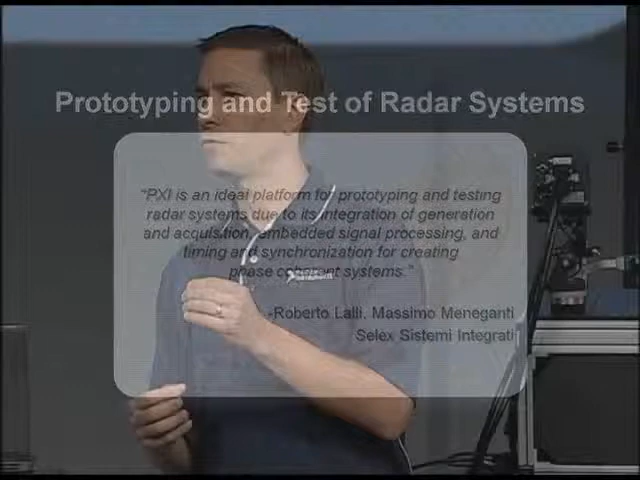 Prototyping and Test of Radar Systems
"PXI is an ideal platform for prototyping and testing
radar systems due to its integration of generation
and acquistion, embedded signal processing, and
timing and synchronization for creating
phase coherent systems."
-Roberto Lalli, Massimo Meneganti
Selex Sistemi Integrati